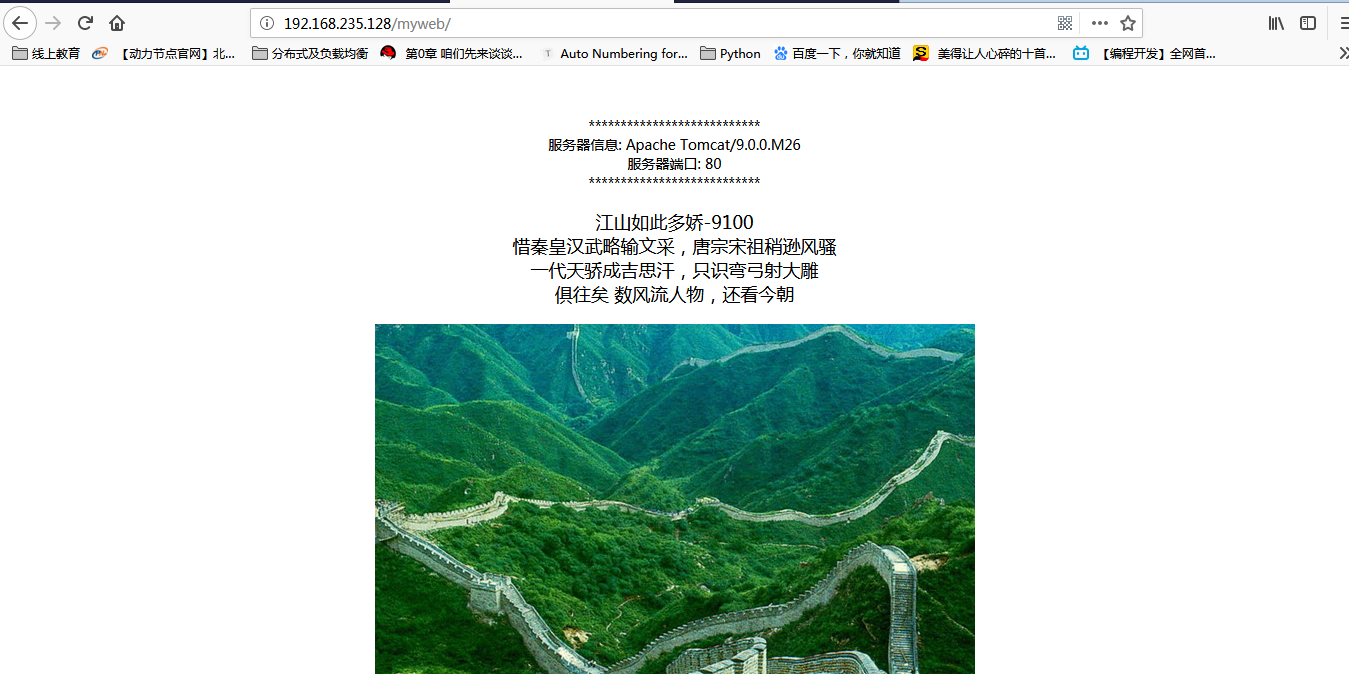 192.168.235.128/myweb/
线上教育 【动力节点官网】北... 分布式及负载均衡 第0章 咱们先来谈谈... T Auto Numbering for... Python 百度一下，你就知道 S 美得让人心碎的十首... 【编程开发】全网首...
***************************
服务器信息: Apache Tomcat/9.0.0.M26
服务器端口: 80
***************************
江山如此多娇-9100
惜秦皇汉武略输文采，唐宗宋祖稍逊风骚
一代天骄成吉思汗，只识弯弓射大雕
俱往矣 数风流人物，还看今朝